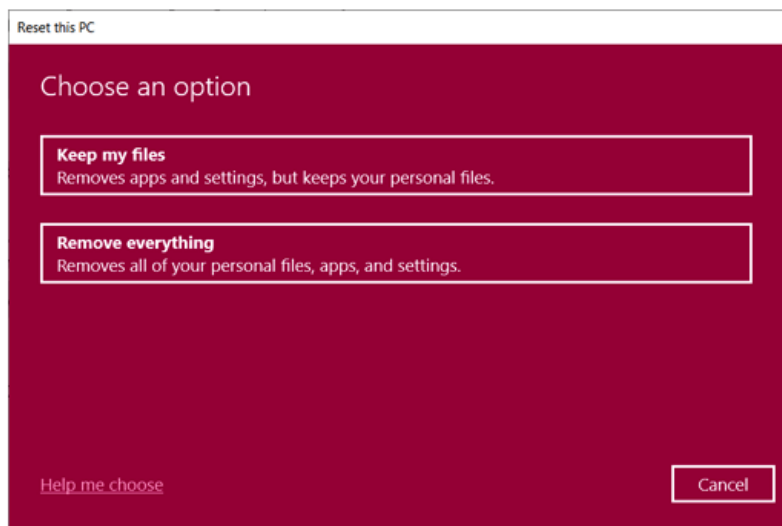 Reset this PC
Choose an option
Keep my files
Removes apps and settings, but keeps your personal files.
Remove everything
Removes all of your personal files, apps, and settings.
Help me choose
Cancel